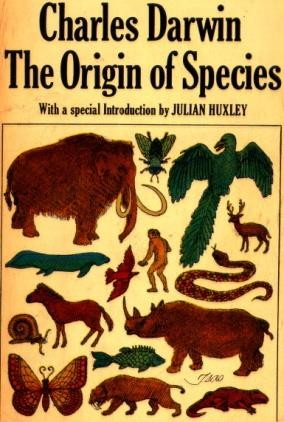 Charles Darwin
The Origin of Species
With a special Introduction by JULIAN HUXLEY